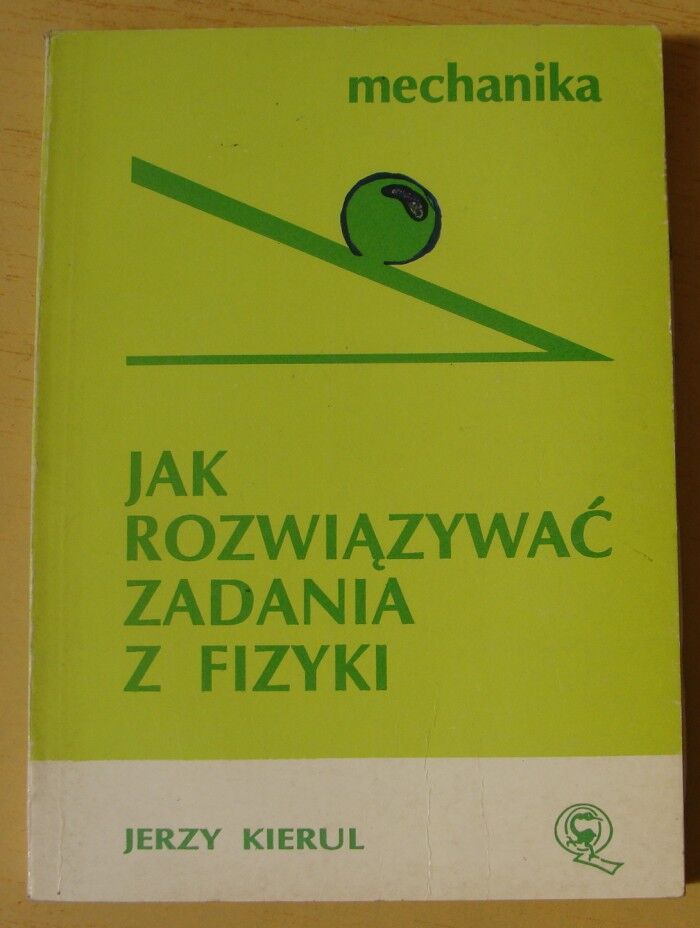 mechanika
JAK
ROZWIĄZYWAĆ
ZADANIA
Z FIZYKI
JERZY KIERUL